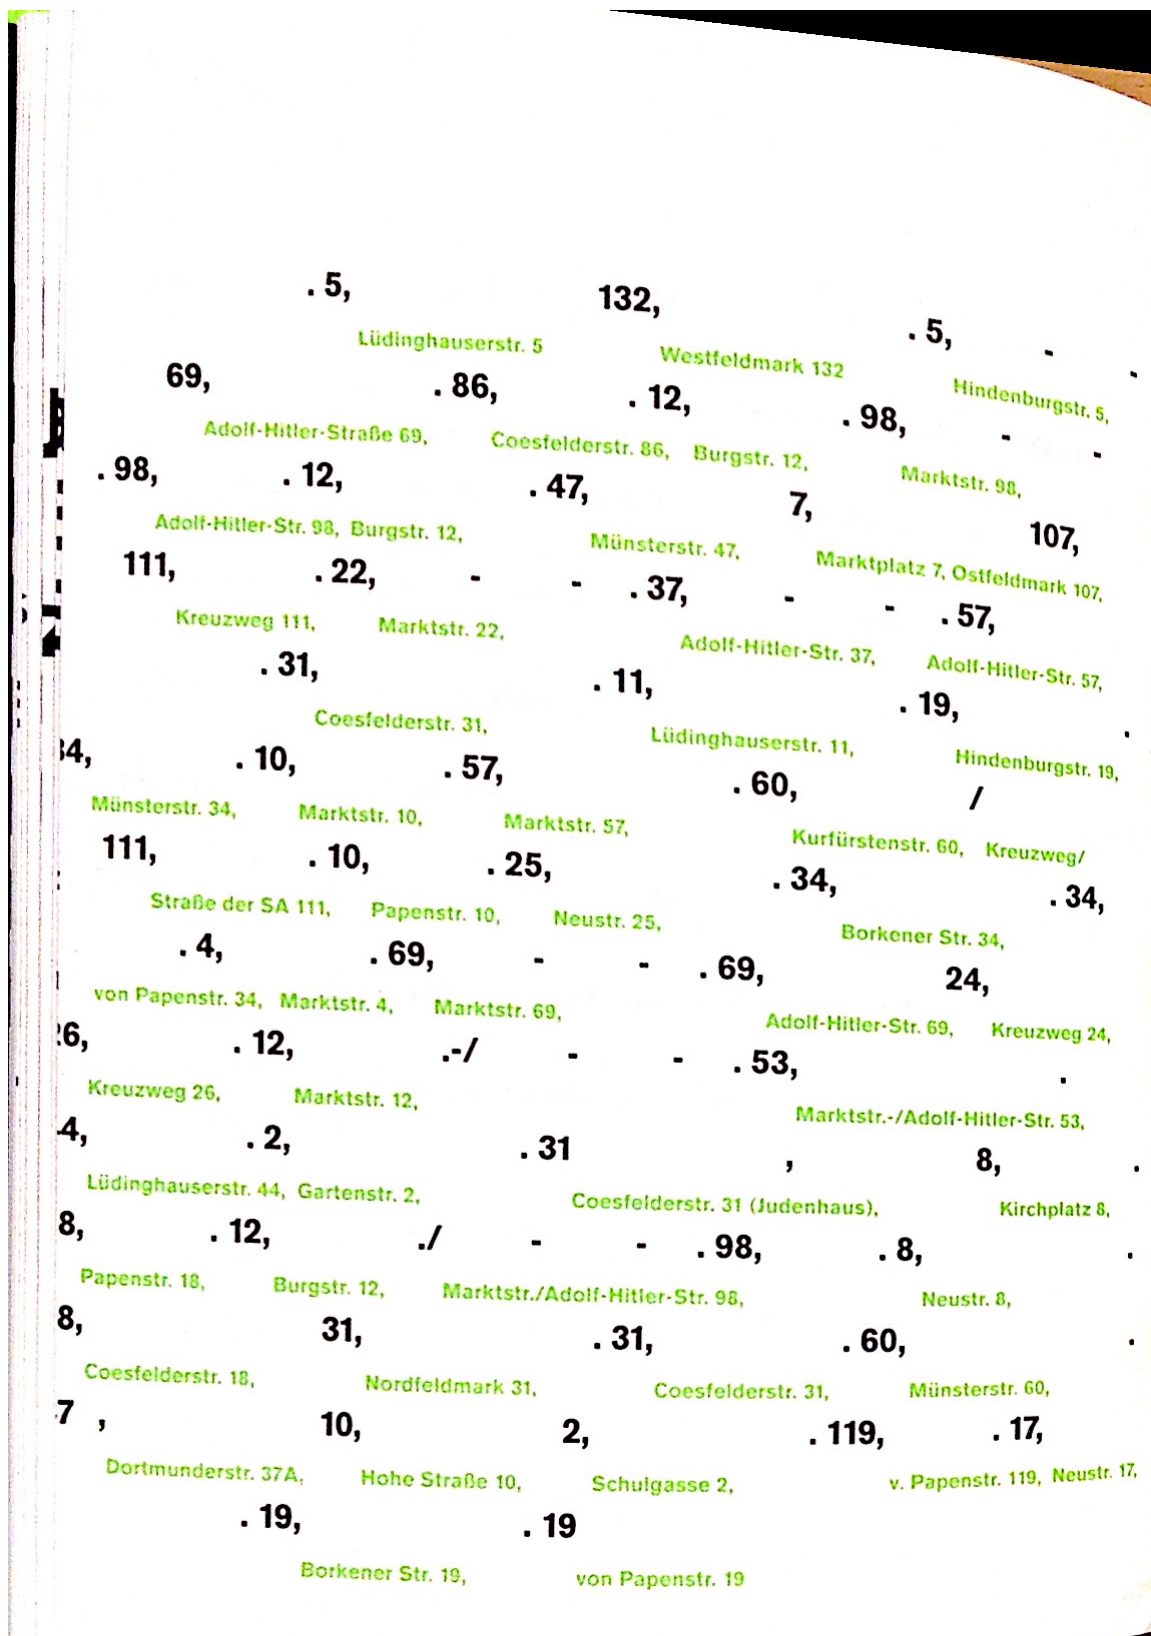 . 5, 132, . 5, - -
Lüdinghauserstr. 5 Westfeldmark 132 Hindenburgstr. 5,
69, . 86, . 12, . 98, - -
Adolf-Hitler-Straße 69, Coesfelderstr. 86, Burgstr. 12, Marktstr. 98,
. 98, . 12, . 47, 7, 107,
Adolf-Hitler-Str. 98, Burgstr. 12, Münsterstr. 47, Marktplatz 7, Ostfeldmark 107,
111, . 22, - - . 37, - - . 57,
Kreuzweg 111, Marktstr. 22, Adolf-Hitler-Str. 37, Adolf-Hitler-Str. 57,
. 31, . 11, . 19, .
Coesfelderstr. 31, Lüdinghauserstr. 11, Hindenburgstr. 19,
34, . 10, . 57, . 60, /
Münsterstr. 34, Marktstr. 10, Marktstr. 57, Kurfürstenstr. 60, Kreuzweg/
111, . 10, . 25, . 34, . 34,
Straße der SA 111, Papenstr. 10, Neustr. 25, Borkener Str. 34,
. 4, . 69, - - . 69, 24,
von Papenstr. 34, Marktstr. 4, Marktstr. 69, Adolf-Hitler-Str. 69, Kreuzweg 24,
26, . 12, .-/ - - . 53, .
Kreuzweg 26, Marktstr. 12, Marktstr.-/Adolf-Hitler-Str. 53,
4, . 2, . 31 , 8, .
Lüdinghauserstr. 44, Gartenstr. 2, Coesfelderstr. 31 (Judenhaus), Kirchplatz 8,
8, . 12, ./ - - . 98, . 8, .
Papenstr. 18, Burgstr. 12, Marktstr./Adolf-Hitler-Str. 98, Neustr. 8,
8, 31, . 31, . 60, .
Coesfelderstr. 18, Nordfeldmark 31, Coesfelderstr. 31, Münsterstr. 60,
7 , 10, 2, . 119, . 17,
Dortmunderstr. 37A, Hohe Straße 10, Schulgasse 2, v. Papenstr. 119, Neustr. 17,
. 19, . 19
Borkener Str. 19, von Papenstr. 19